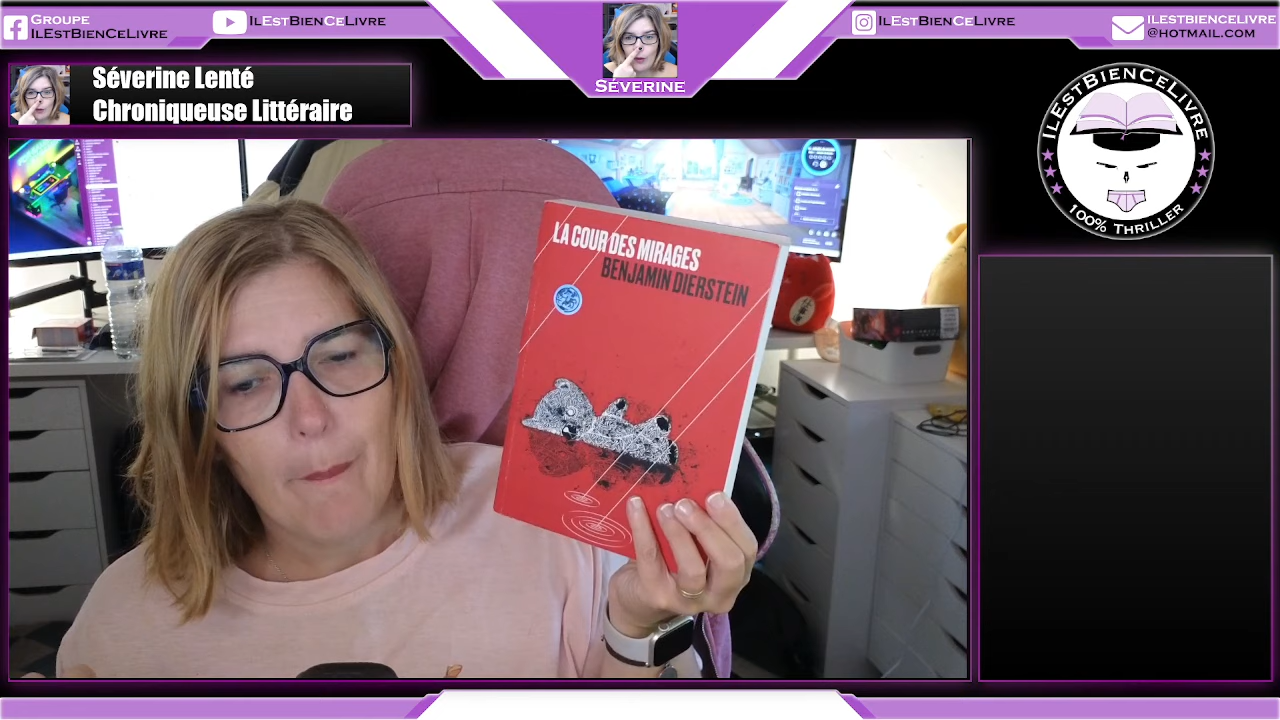 Groupe
IlEstBienCeLivre
IlEstBienCeLivre
Séverine
IlEstBienCeLivre
ilestbiencelivre
@hotmail.com
Séverine Lenté
Chroniqueuse Littéraire
IlEstBienCeLivre
100% Thriller
LA COUR DES MIRAGES
BENJAMIN DIERSTEIN